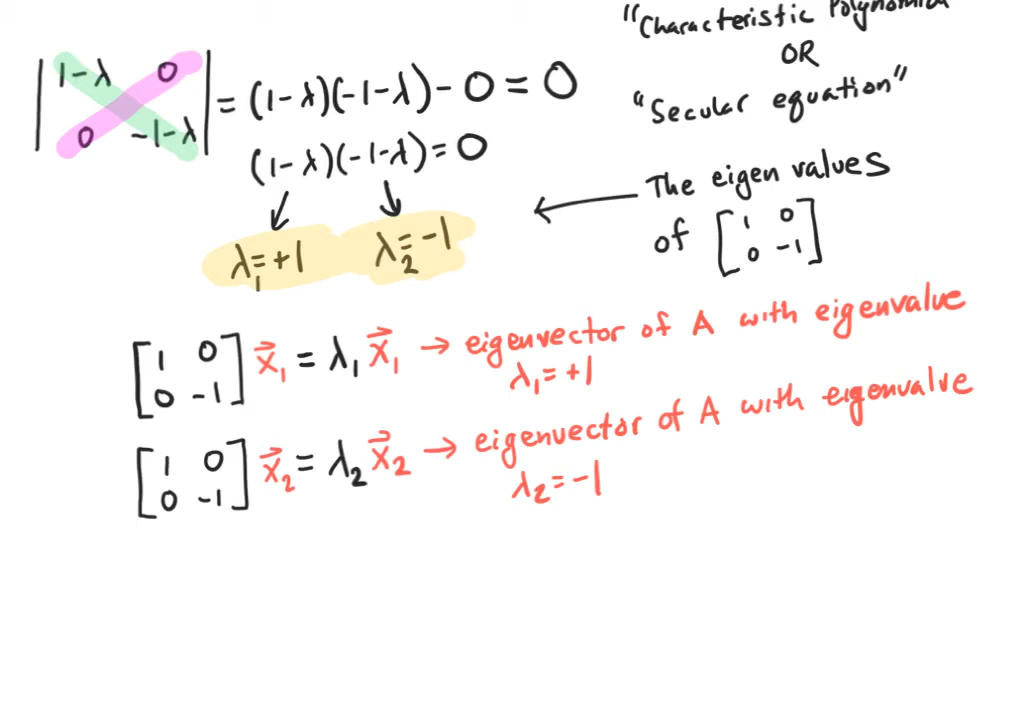 "Characteristic Polynomial
OR
"Secular equation"
|1-λ 0|
|0 -1-λ| = (1-λ)(-1-λ) - 0 = 0
(1-λ)(-1-λ) = 0
λ₁ = +1 λ₂ = -1
← The eigen values
of [1 0
0 -1]
[1 0
0 -1] x⃗₁ = λ₁ x⃗₁ → eigenvector of A with eigenvalue
λ₁ = +1
[1 0
0 -1] x⃗₂ = λ₂ x⃗₂ → eigenvector of A with eigenvalue
λ₂ = -1